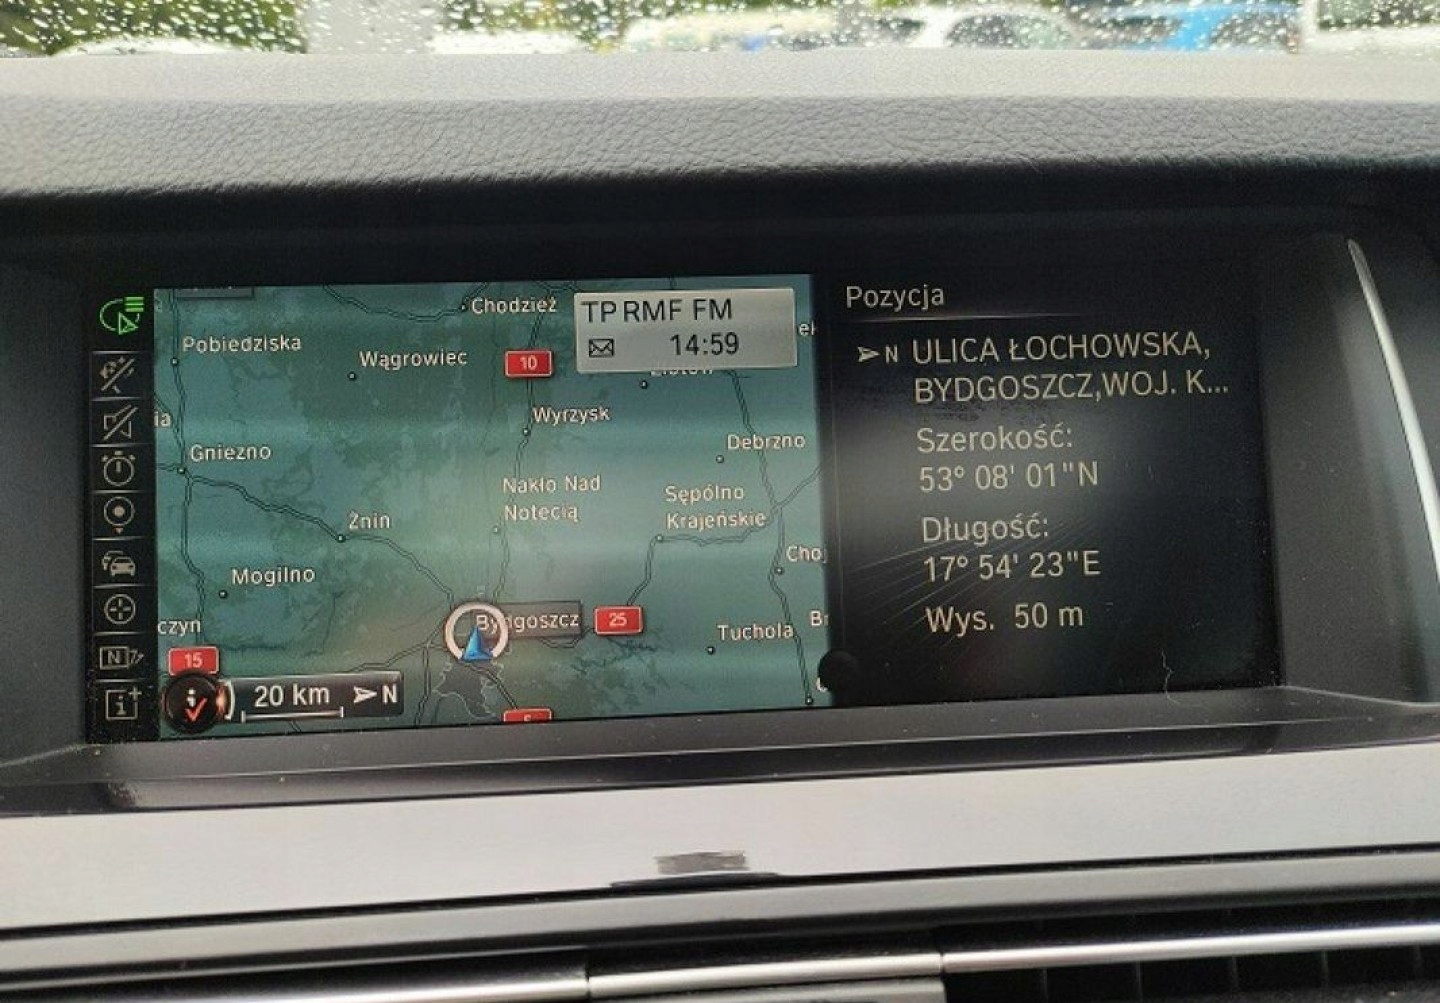 Chodzież
TP RMF FM
14:59
Pobiedziska
Wągrowiec
10
Wyrzysk
Gniezno
Debrzno
Nakło Nad
Notecią
Sępólno
Krajeńskie
Żnin
Mogilno
czyn
Bydgoszcz
25
Tuchola
15
20 km
N
Pozycja
N ULICA ŁOCHOWSKA,
BYDGOSZCZ,WOJ. K...
Szerokość:
53° 08' 01"N
Długość:
17° 54' 23"E
Wys. 50 m